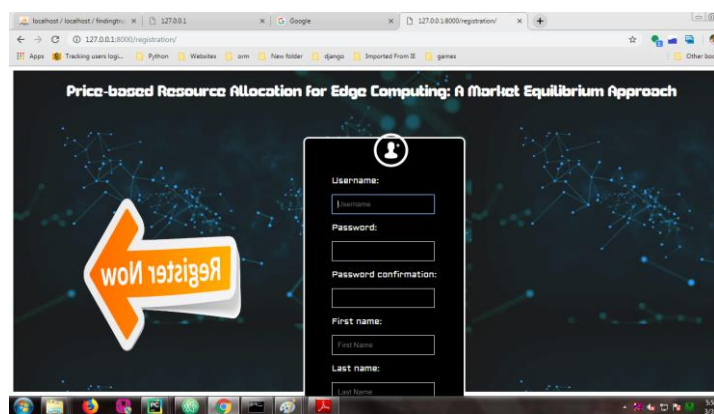 localhost / localhost / findingtru
127.0.0.1
Google
127.0.0.1:8000/registration/
127.0.0.1:8000/registration/
Apps Tracking users logi... Python Websites orm New folder django Imported From IE games Other boo
Price-based Resource Allocation for Edge Computing: A Market Equilibrium Approach
Username:
Username
Password:
Password confirmation:
First name:
First Name
Last name:
Last Name
Register Now